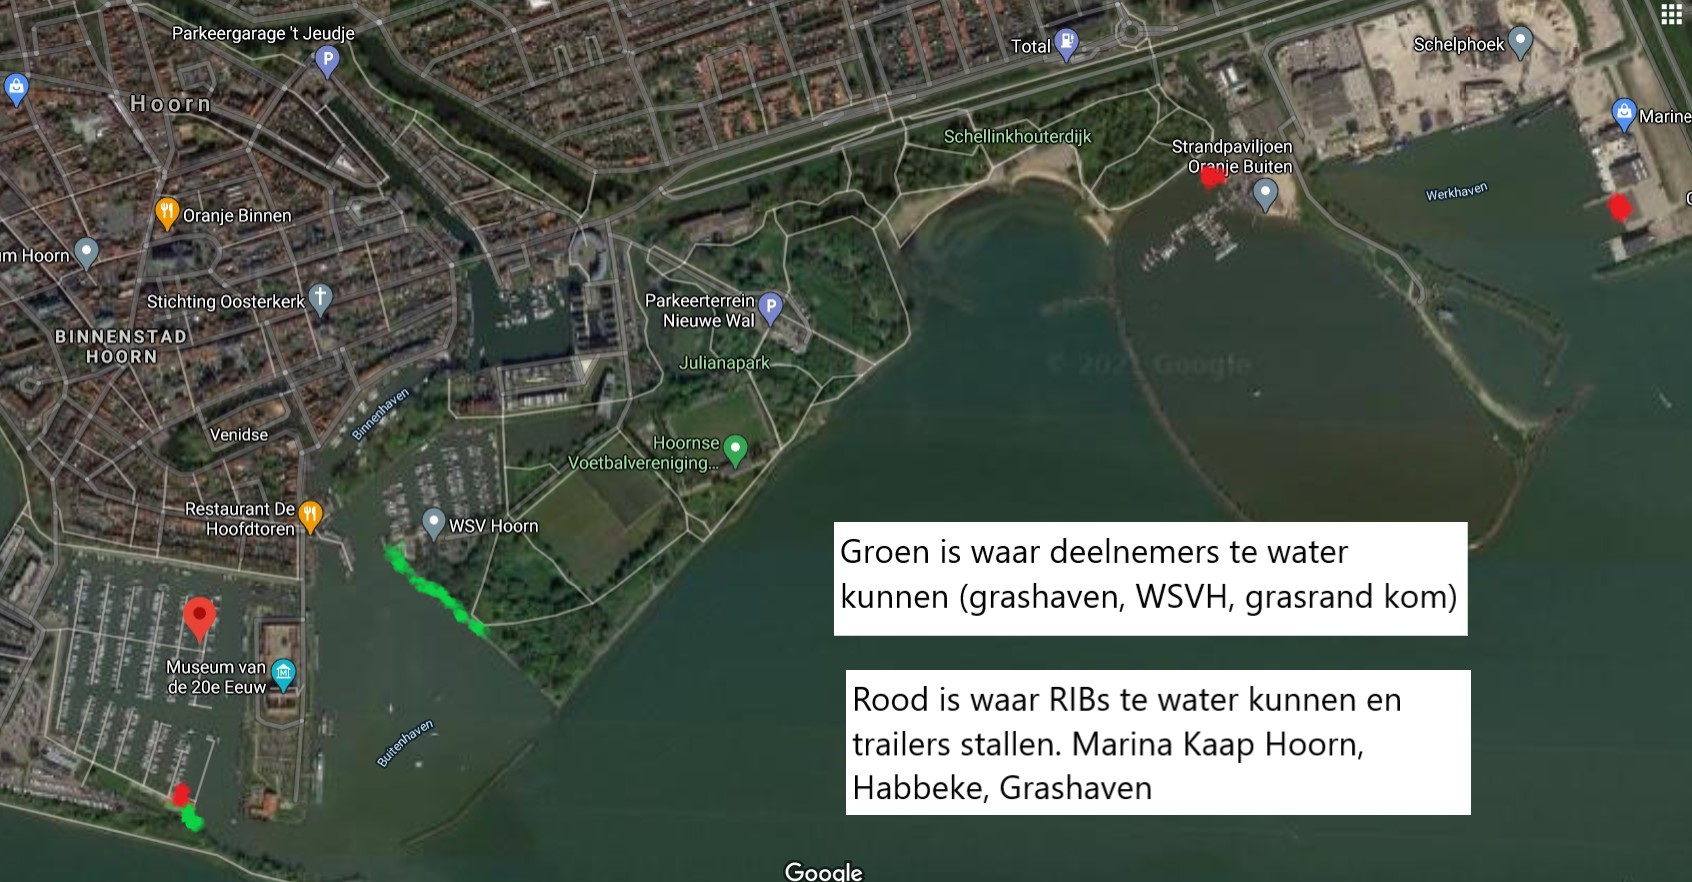 Parkeergarage 't Jeudje
P
Hoorn
Total
Schelphoek
Marine
Schellinkhouterdijk
Strandpaviljoen
Oranje Buiten
Werkhaven
Oranje Binnen
m Hoorn
Stichting Oosterkerk
Parkeerterrein
Nieuwe Wal
P
BINNENSTAD
HOORN
Julianapark
© 2021 Google
Binnenhaven
Venidse
Hoornse
Voetbalvereniging...
Restaurant De
Hoofdtoren
WSV Hoorn
Groen is waar deelnemers te water
kunnen (grashaven, WSVH, grasrand kom)
Museum van
de 20e Eeuw
M
Buitenhaven
Rood is waar RIBs te water kunnen en
trailers stallen. Marina Kaap Hoorn,
Habbeke, Grashaven
Google